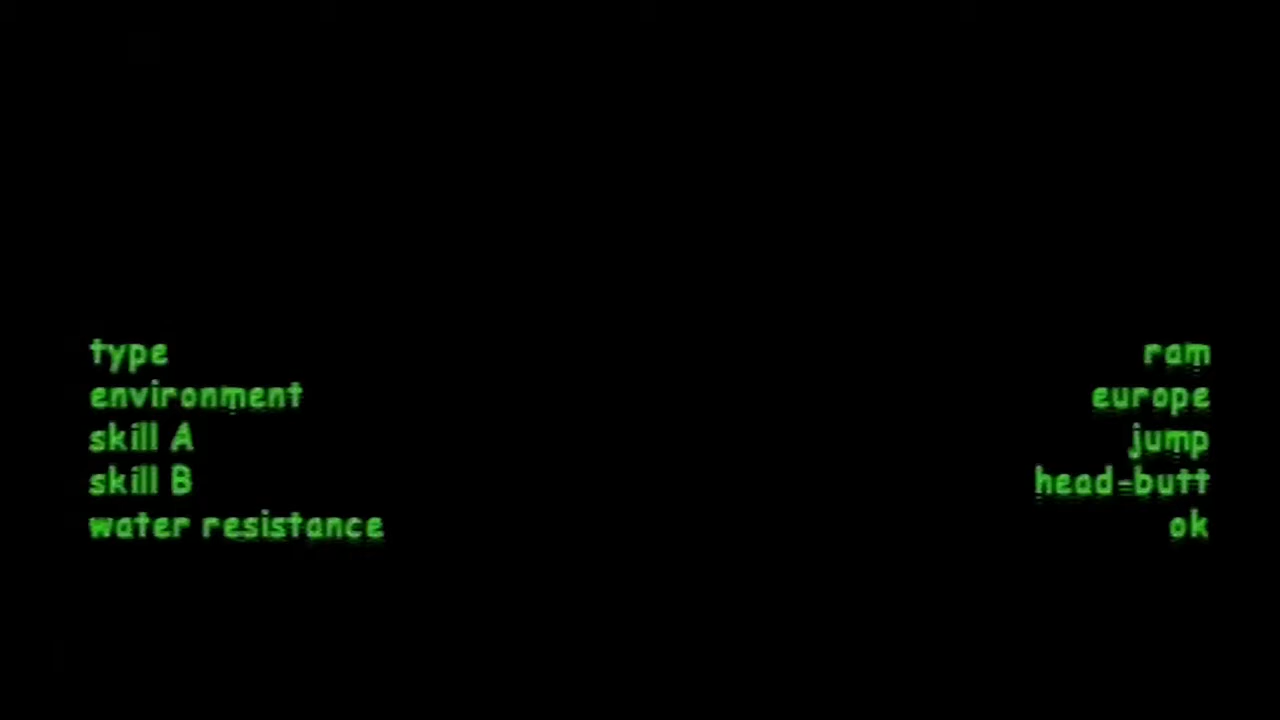 type ram
environment europe
skill A jump
skill B head-butt
water resistance ok